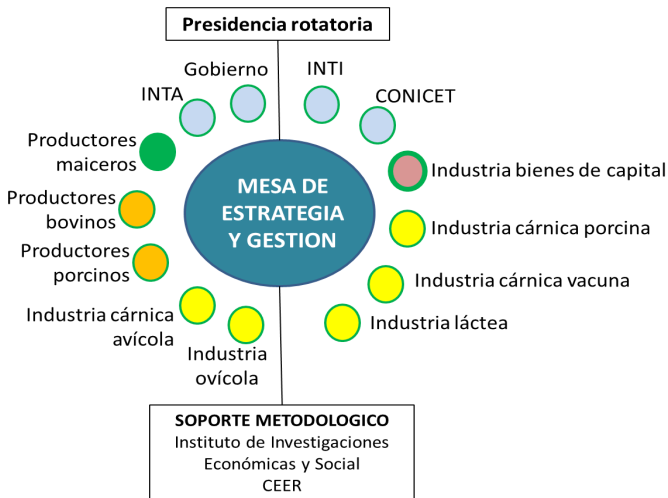 Presidencia rotatoria
Gobierno
INTI
INTA
CONICET
Productores
maiceros
Industria bienes de capital
MESA DE
ESTRATEGIA
Y GESTION
Productores
bovinos
Industria cárnica porcina
Productores
porcinos
Industria cárnica vacuna
Industria cárnica
avícola
Industria láctea
Industria
ovícola
SOPORTE METODOLOGICO
Instituto de Investigaciones
Económicas y Social
CEER